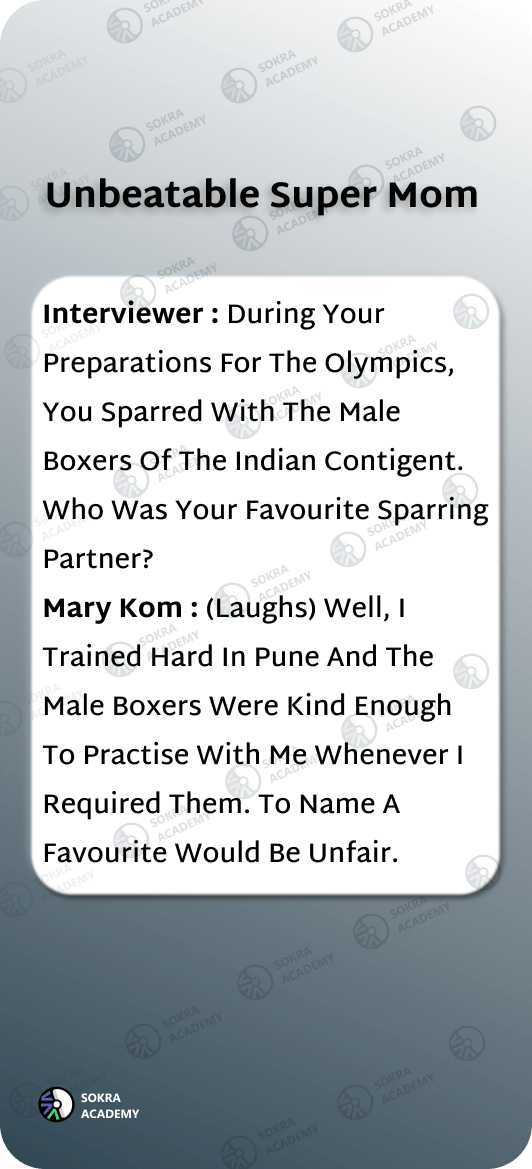 Unbeatable Super Mom
Interviewer : During Your
Preparations For The Olympics,
You Sparred With The Male
Boxers Of The Indian Contigent.
Who Was Your Favourite Sparring
Partner?
Mary Kom : (Laughs) Well, I
Trained Hard In Pune And The
Male Boxers Were Kind Enough
To Practise With Me Whenever I
Required Them. To Name A
Favourite Would Be Unfair.
SOKRA
ACADEMY